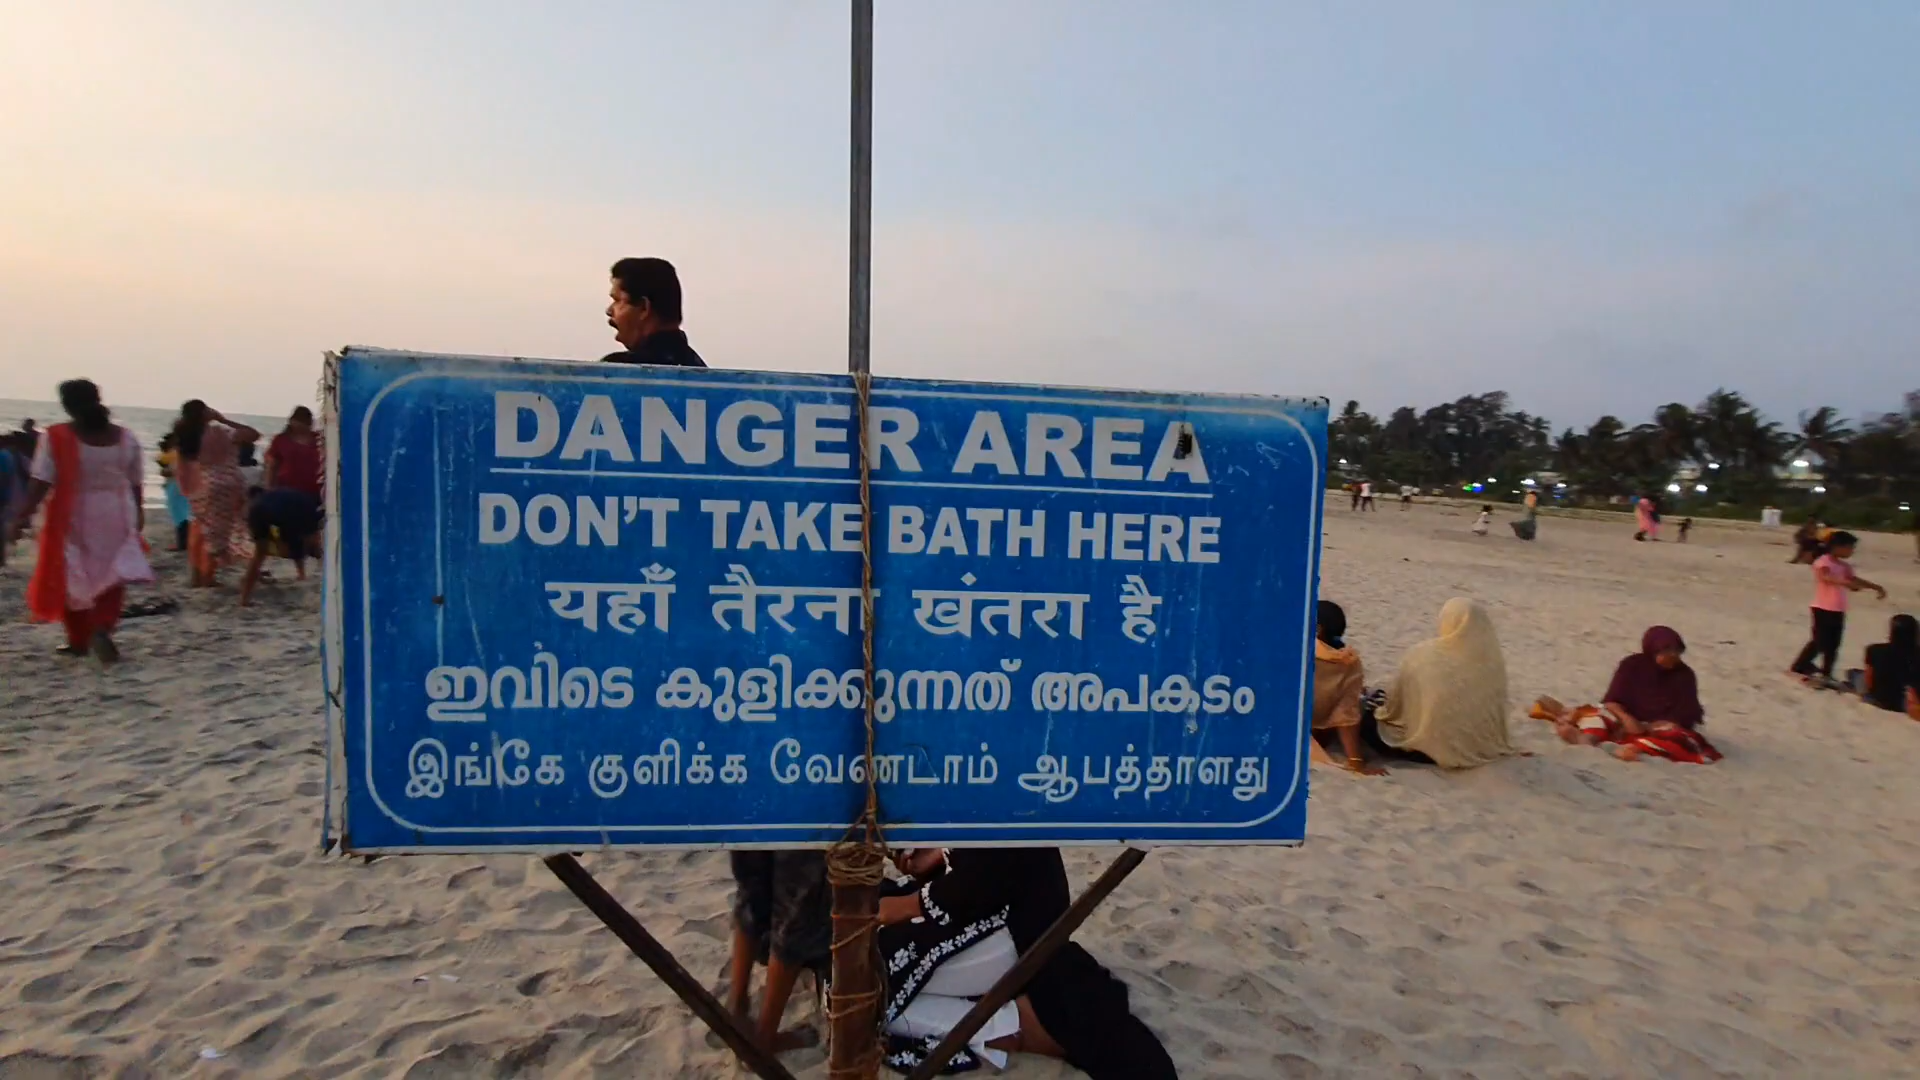 DANGER AREA
DON'T TAKE BATH HERE
यहाँ तैरना खंतरा है
ഇവിടെ കുളിക്കുന്നത് അപകടം
இங்கே குளிக்க வேணடாம் ஆபத்தாளது